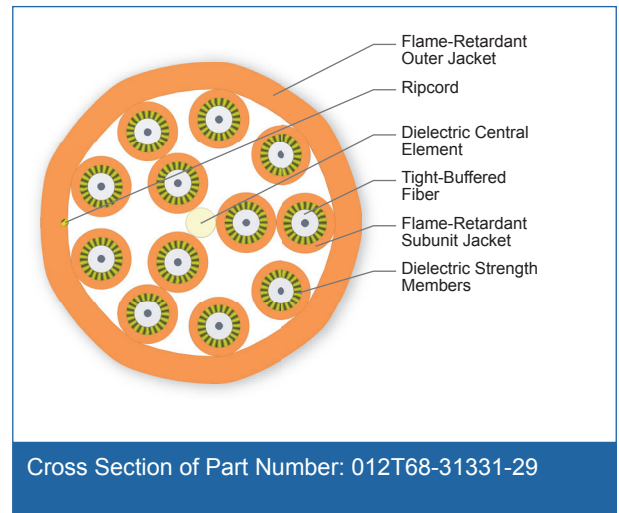 Flame-Retardant
Outer Jacket
Ripcord
Dielectric Central
Element
Tight-Buffered
Fiber
Flame-Retardant
Subunit Jacket
Dielectric Strength
Members
Cross Section of Part Number: 012T68-31331-29